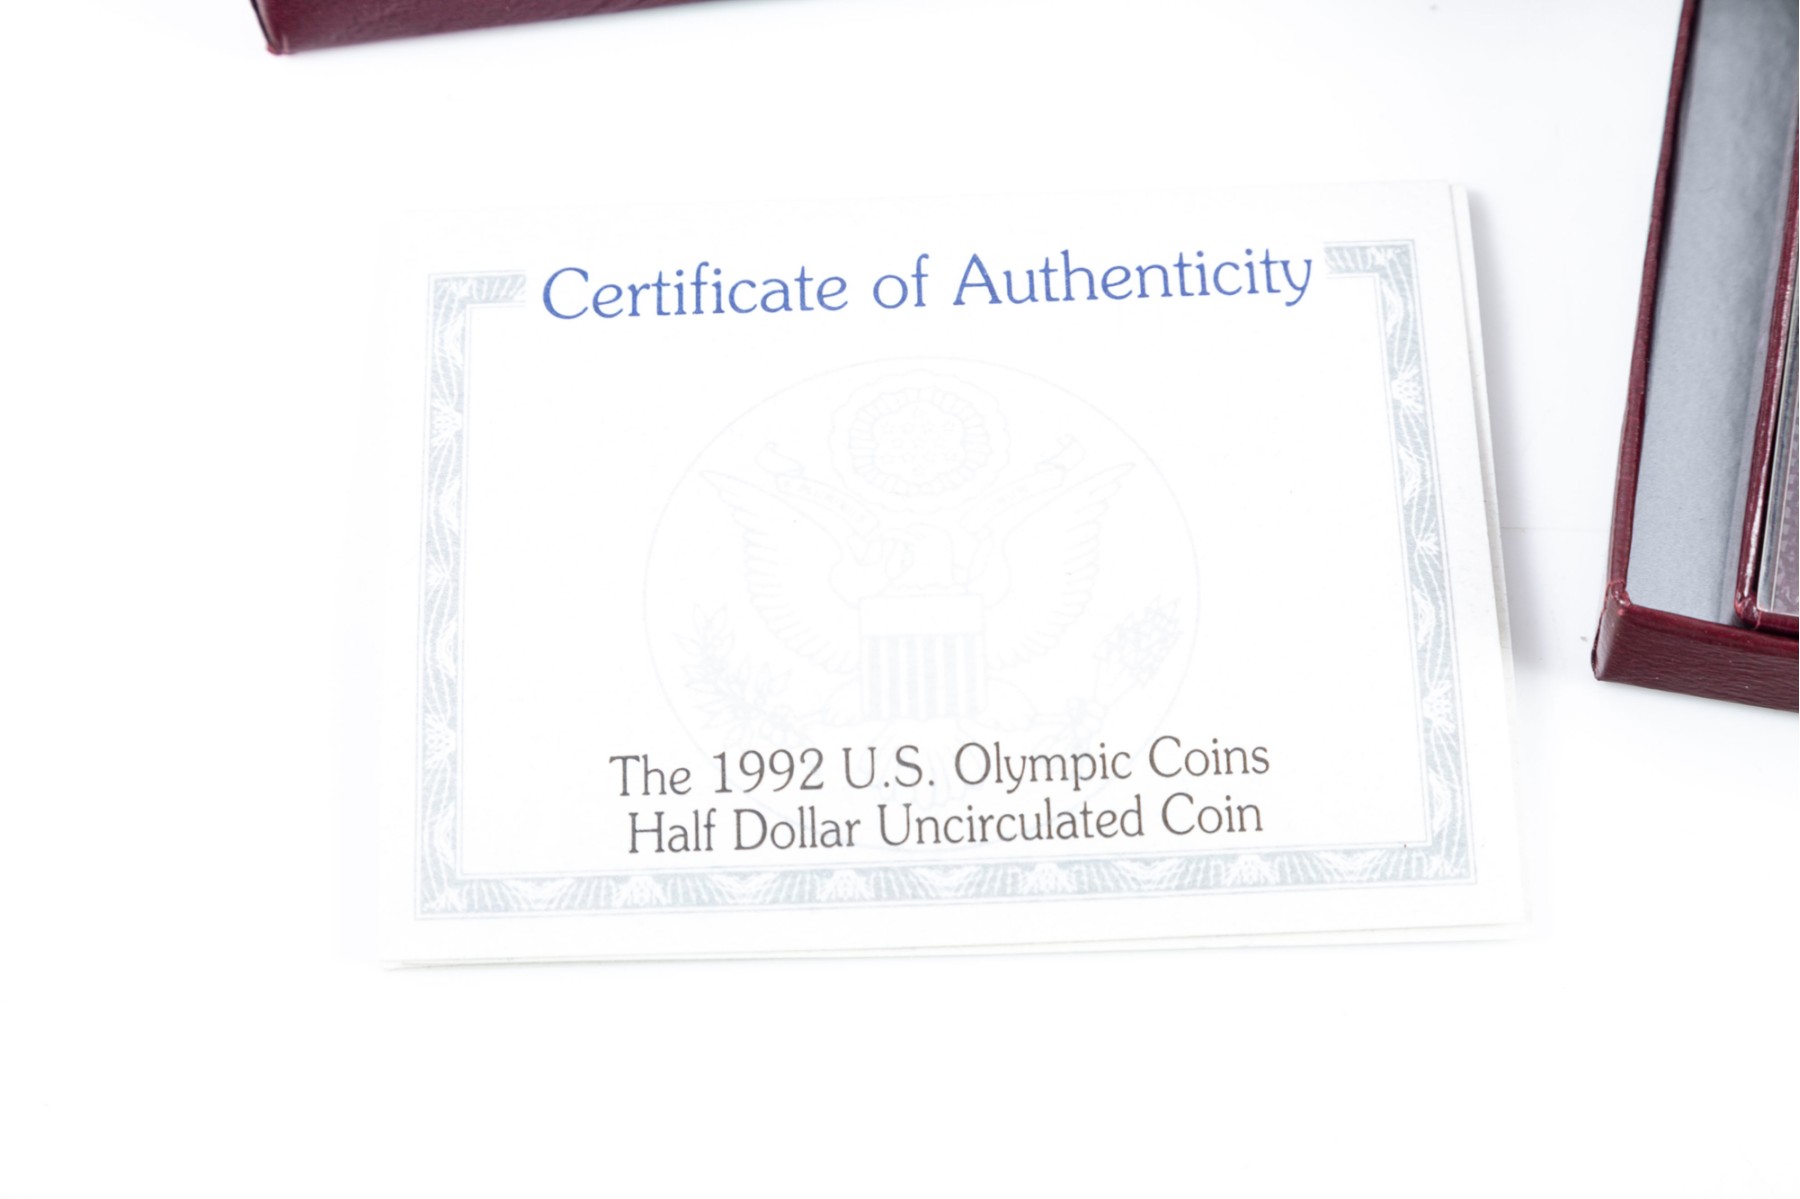 Certificate of Authenticity
The 1992 U.S. Olympic Coins
Half Dollar Uncirculated Coin